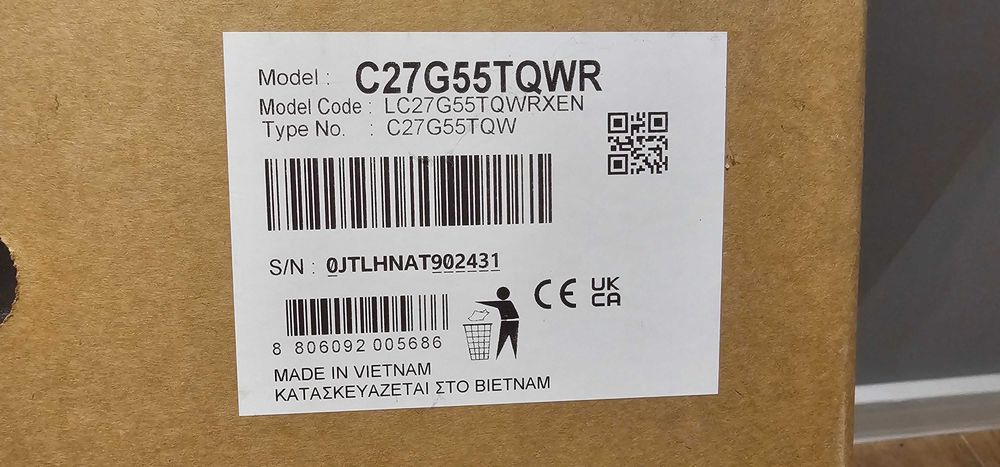 Model : C27G55TQWR
Model Code : LC27G55TQWRXEN
Type No. : C27G55TQW
S/N : 0JTLHNAT902431
CE UK
CA
8 806092 005686
MADE IN VIETNAM
ΚΑΤΑΣΚΕΥΑΖΕΤΑΙ ΣΤΟ ΒΙΕΤΝΑΜ